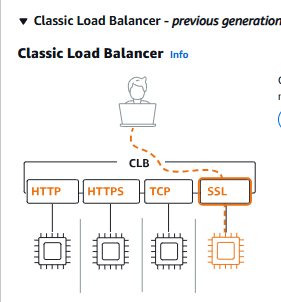 Classic Load Balancer - previous generation
Classic Load Balancer Info
CLB
HTTP HTTPS TCP SSL